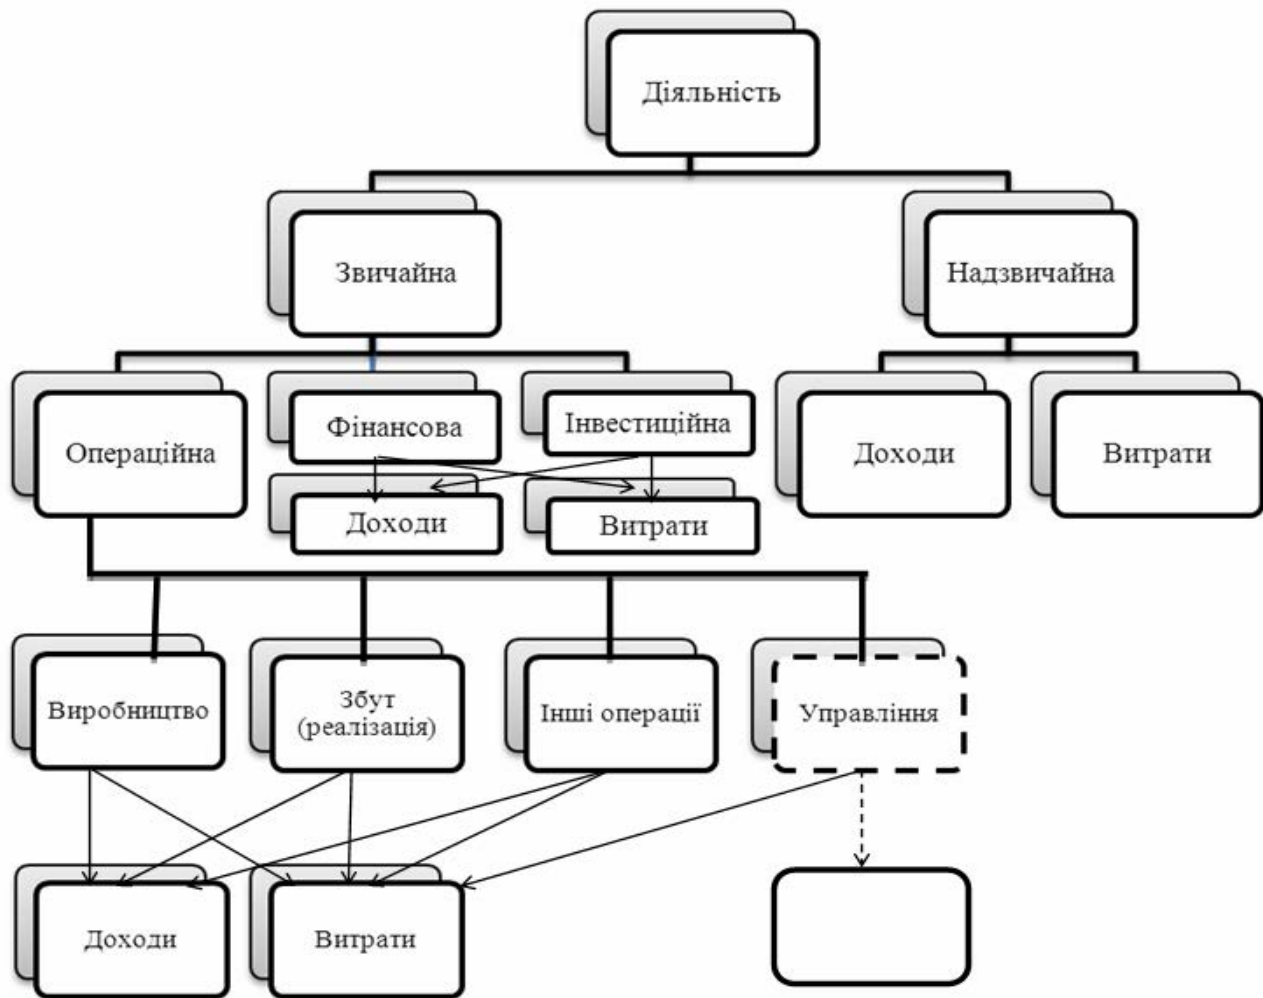 Діяльність
Звичайна
Надзвичайна
Операційна
Фінансова
Інвестиційна
Доходи
Витрати
Доходи
Витрати
Виробництво
Збут
(реалізація)
Інші операції
Управління
Доходи
Витрати